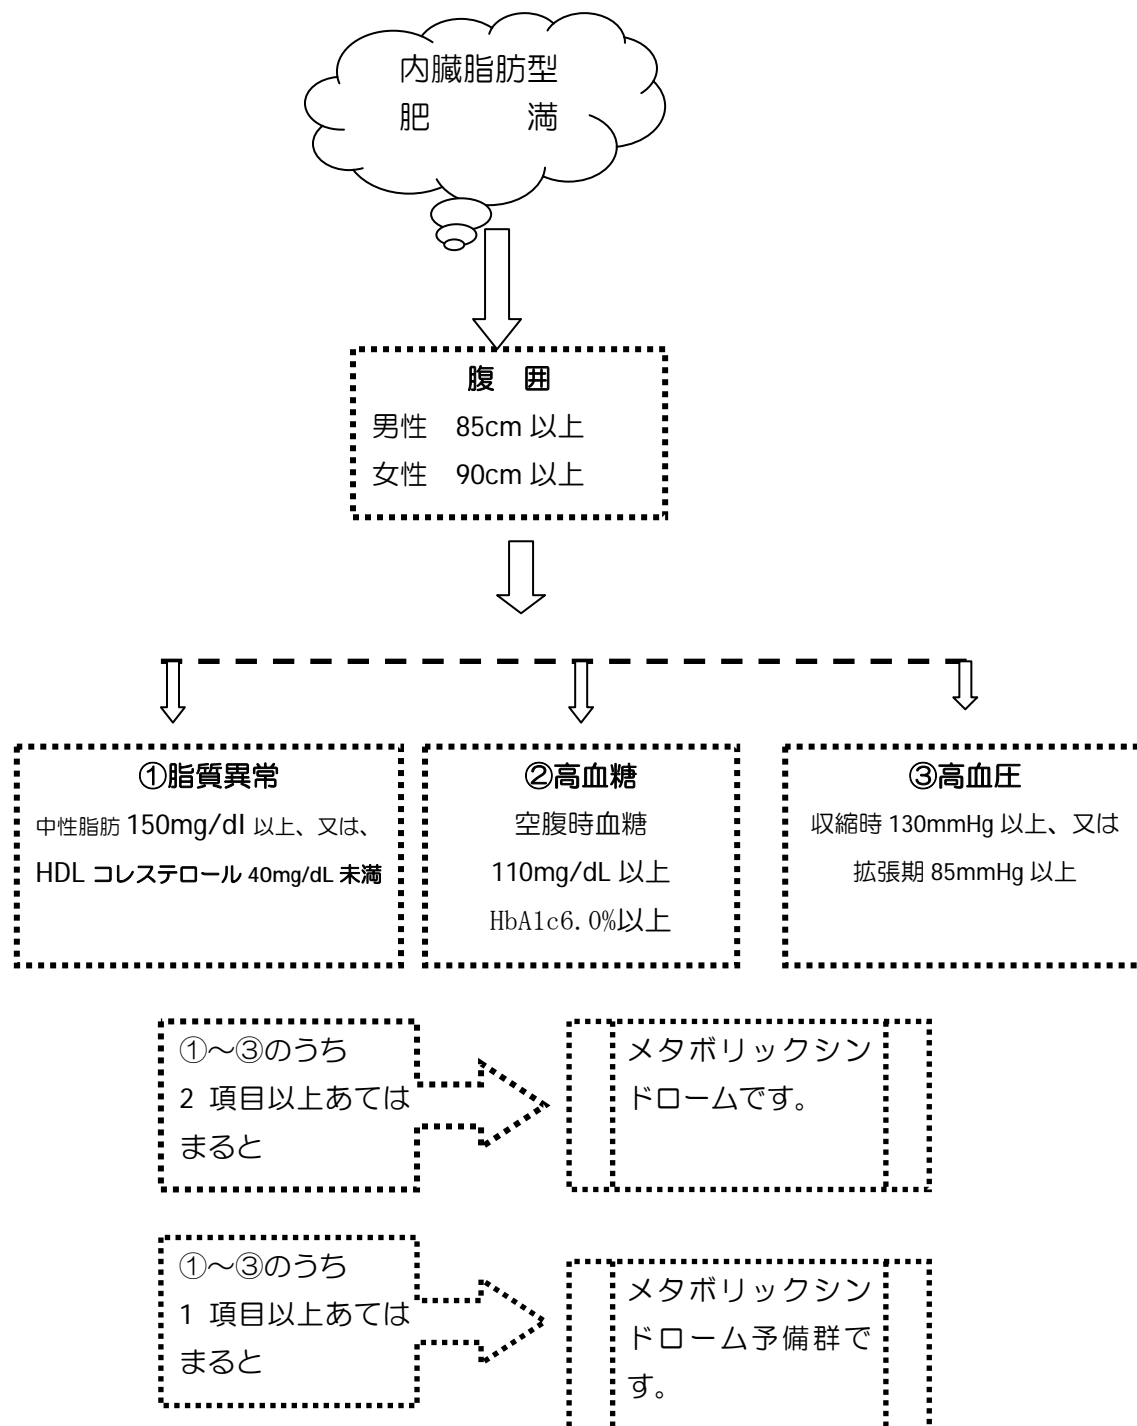 内臓脂肪型
肥　　　満
腹　囲
男性　85cm 以上
女性　90cm 以上
①脂質異常
中性脂肪 150mg/dl 以上、又は、
HDL コレステロール 40mg/dL 未満
②高血糖
空腹時血糖
110mg/dL 以上
HbA1c6.0%以上
③高血圧
収縮時 130mmHg 以上、又は
拡張期 85mmHg 以上
①～③のうち
2 項目以上あては
まると
メタボリックシン
ドロームです。
①～③のうち
1 項目以上あては
まると
メタボリックシン
ドローム予備群で
す。